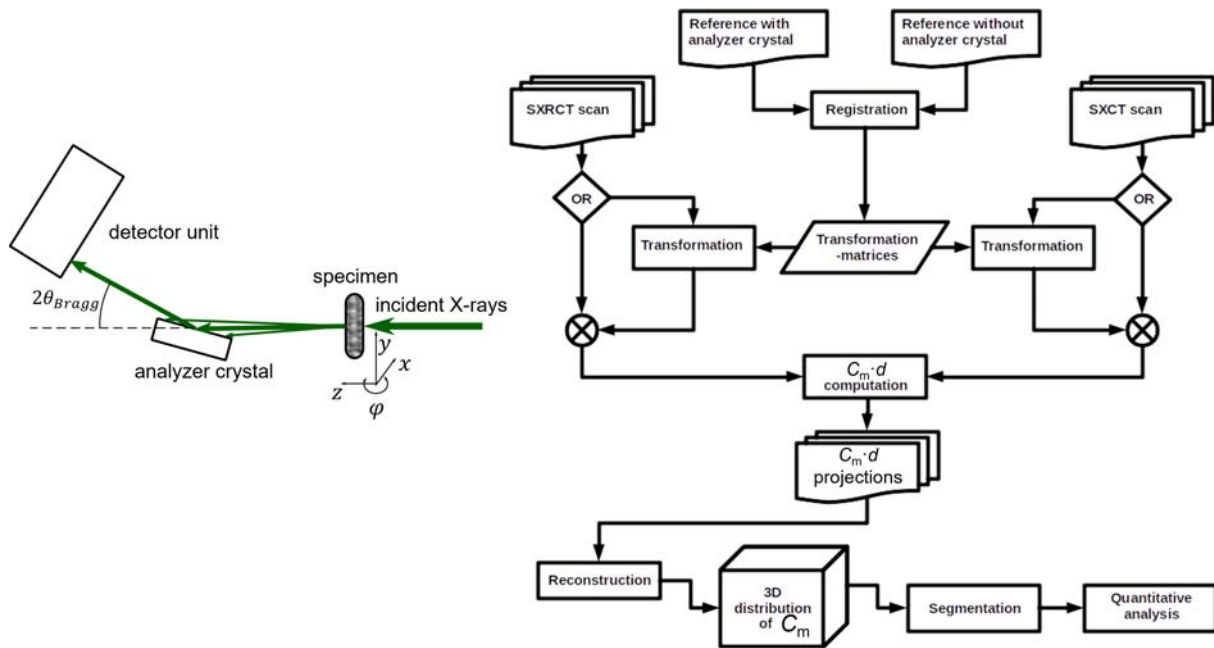 detector unit
2θBragg
specimen
incident X-rays
analyzer crystal
y
x
z
φ
Reference with
analyzer crystal
Reference without
analyzer crystal
SXRCT scan
Registration
SXCT scan
OR
OR
Transformation
Transformation
-matrices
Transformation
Cm·d
computation
Cm·d
projections
Reconstruction
3D
distribution
of Cm
Segmentation
Quantitative
analysis